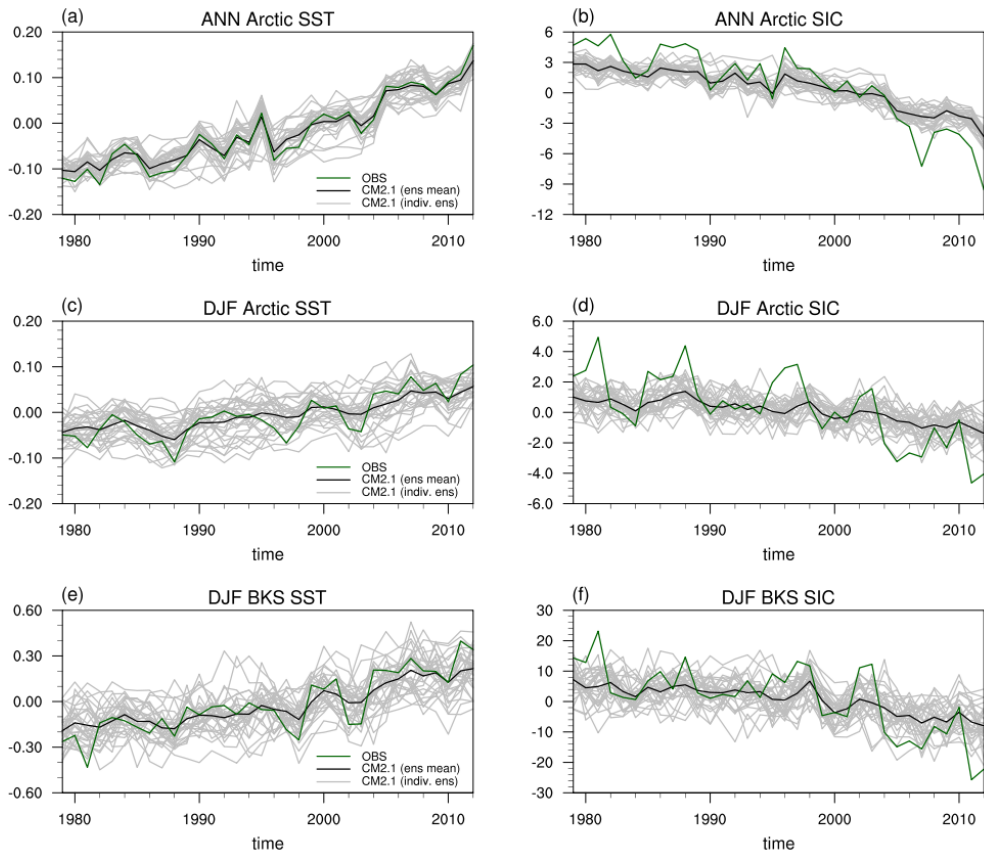 (a) ANN Arctic SST
0.20
0.10
0.00
-0.10
-0.20
1980 1990 2000 2010
time
OBS
CM2.1 (ens mean)
CM2.1 (indiv. ens)
(b) ANN Arctic SIC
6
3
0
-3
-6
-9
-12
1980 1990 2000 2010
time
(c) DJF Arctic SST
0.20
0.10
0.00
-0.10
-0.20
1980 1990 2000 2010
time
OBS
CM2.1 (ens mean)
CM2.1 (indiv. ens)
(d) DJF Arctic SIC
6.0
4.0
2.0
0.0
-2.0
-4.0
-6.0
1980 1990 2000 2010
time
(e) DJF BKS SST
0.60
0.30
0.00
-0.30
-0.60
1980 1990 2000 2010
time
OBS
CM2.1 (ens mean)
CM2.1 (indiv. ens)
(f) DJF BKS SIC
30
20
10
0
-10
-20
-30
1980 1990 2000 2010
time